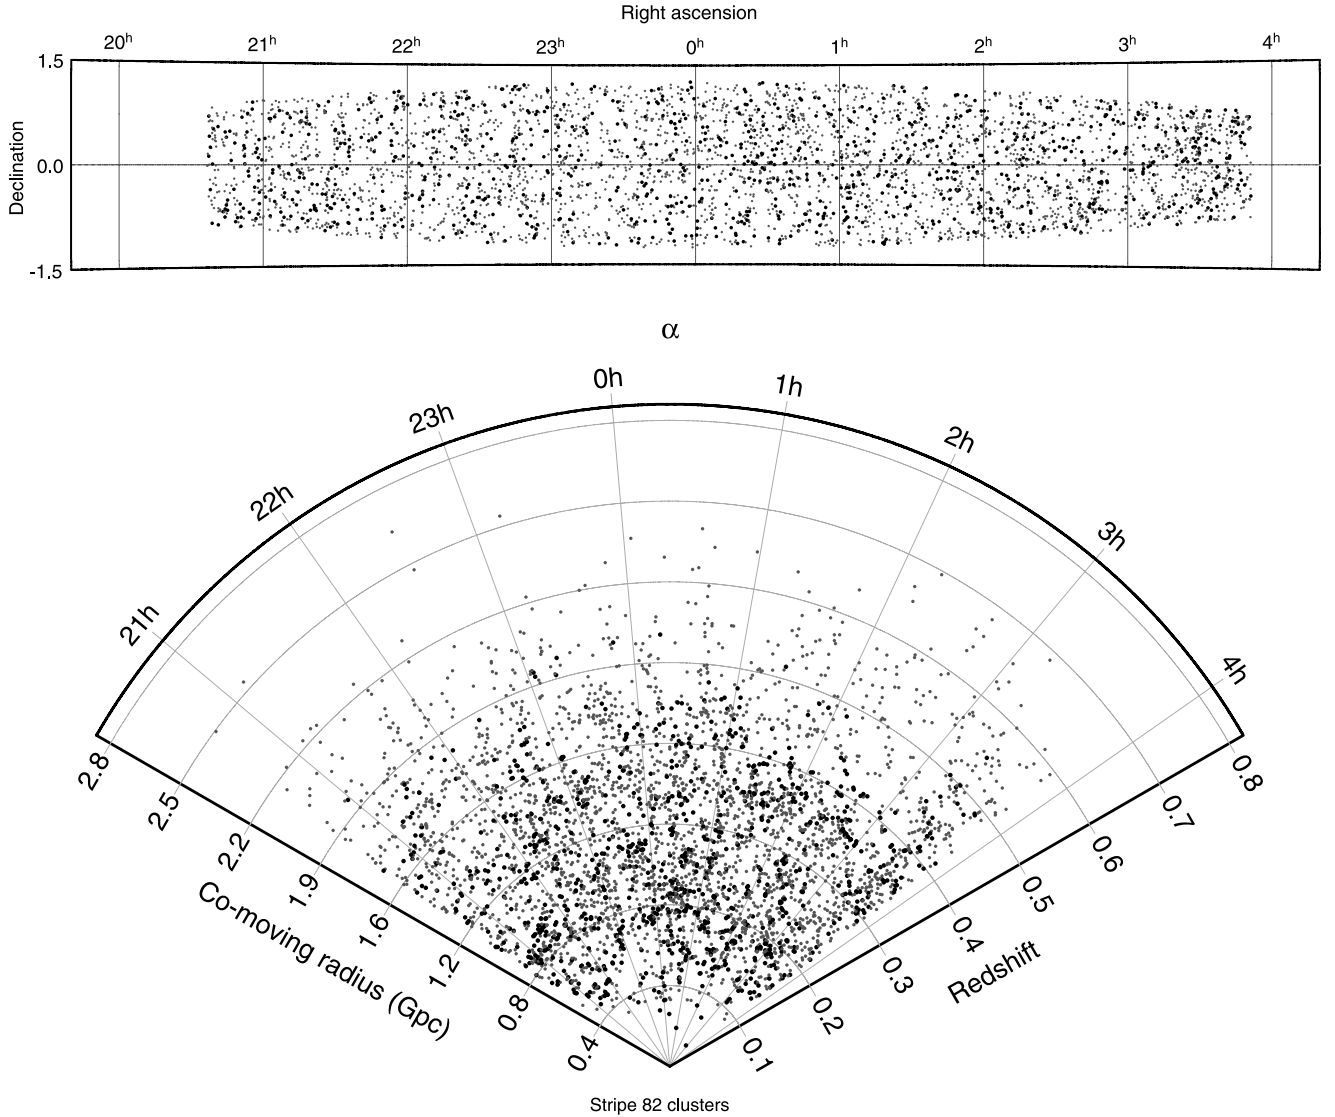 Right ascension
20h 21h 22h 23h 0h 1h 2h 3h 4h
1.5
Declination
0.0
-1.5
α
0h 1h
23h 2h
22h 3h
21h 4h
2.8 0.8
2.5 0.7
2.2 0.6
1.9 0.5
Co-moving radius (Gpc)
1.6 0.4
Redshift
1.2 0.3
0.8 0.2
0.4 0.1
Stripe 82 clusters